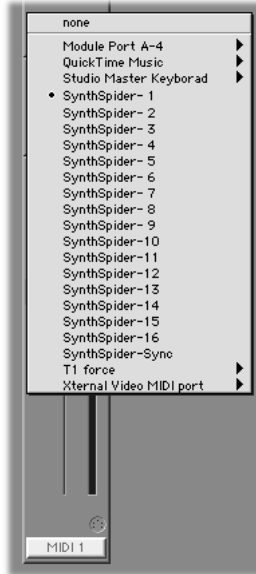 none
Module Port A-4
QuickTime Music
Studio Master Keyborad
SynthSpider- 1
SynthSpider- 2
SynthSpider- 3
SynthSpider- 4
SynthSpider- 5
SynthSpider- 6
SynthSpider- 7
SynthSpider- 8
SynthSpider- 9
SynthSpider-10
SynthSpider-11
SynthSpider-12
SynthSpider-13
SynthSpider-14
SynthSpider-15
SynthSpider-16
SynthSpider-Sync
T1 force
Xternal Video MIDI port
MIDI 1